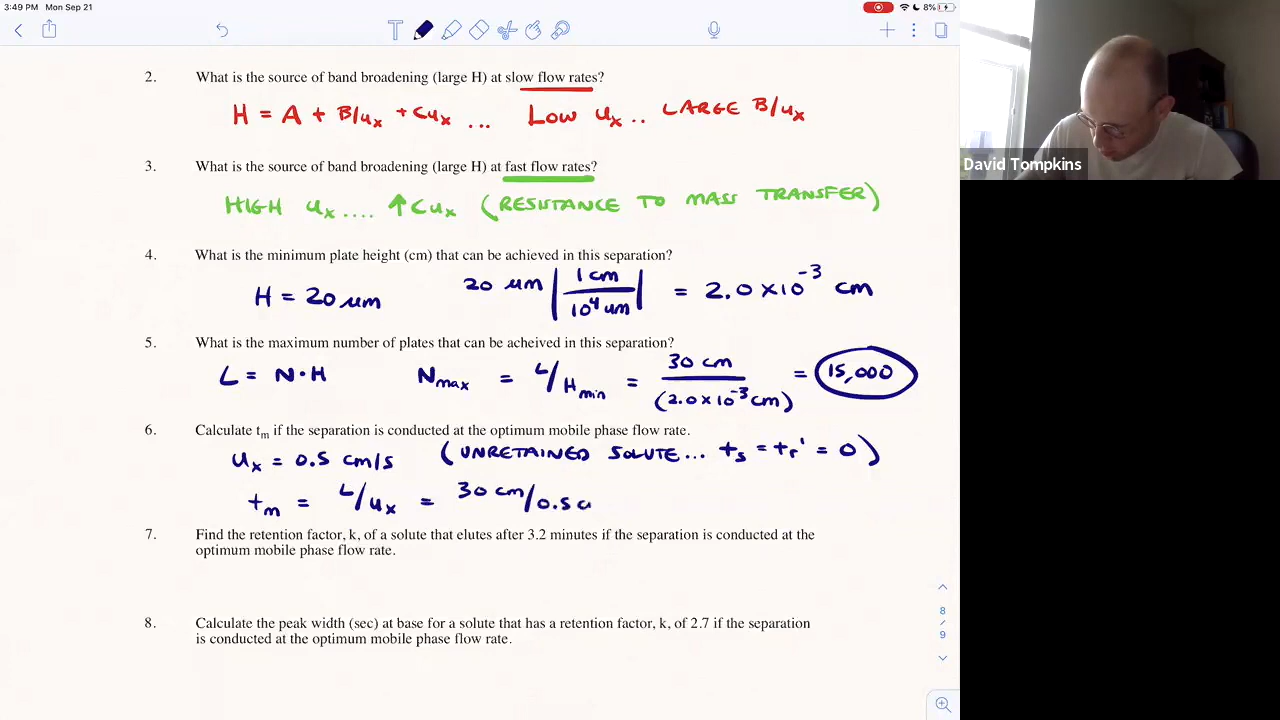 3:49 PM Mon Sep 21
8%
2. What is the source of band broadening (large H) at slow flow rates?
H = A + B/ux + Cux ... LOW ux .. LARGE B/ux
3. What is the source of band broadening (large H) at fast flow rates?
HIGH ux .... ↑Cux (RESISTANCE TO MASS TRANSFER)
David Tompkins
4. What is the minimum plate height (cm) that can be achieved in this separation?
H = 20 um 20 um | 1 cm / 10^4 um | = 2.0 x 10^-3 cm
5. What is the maximum number of plates that can be acheived in this separation?
L = N·H Nmax = L/Hmin = 30 cm / (2.0 x 10^-3 cm) = 15,000
6. Calculate tm if the separation is conducted at the optimum mobile phase flow rate.
ux = 0.5 cm/s (UNRETAINED SOLUTE... ts = tr' = 0)
tm = L/ux = 30 cm/0.5 c
7. Find the retention factor, k, of a solute that elutes after 3.2 minutes if the separation is conducted at the
optimum mobile phase flow rate.
8. Calculate the peak width (sec) at base for a solute that has a retention factor, k, of 2.7 if the separation
is conducted at the optimum mobile phase flow rate.
8
/
9